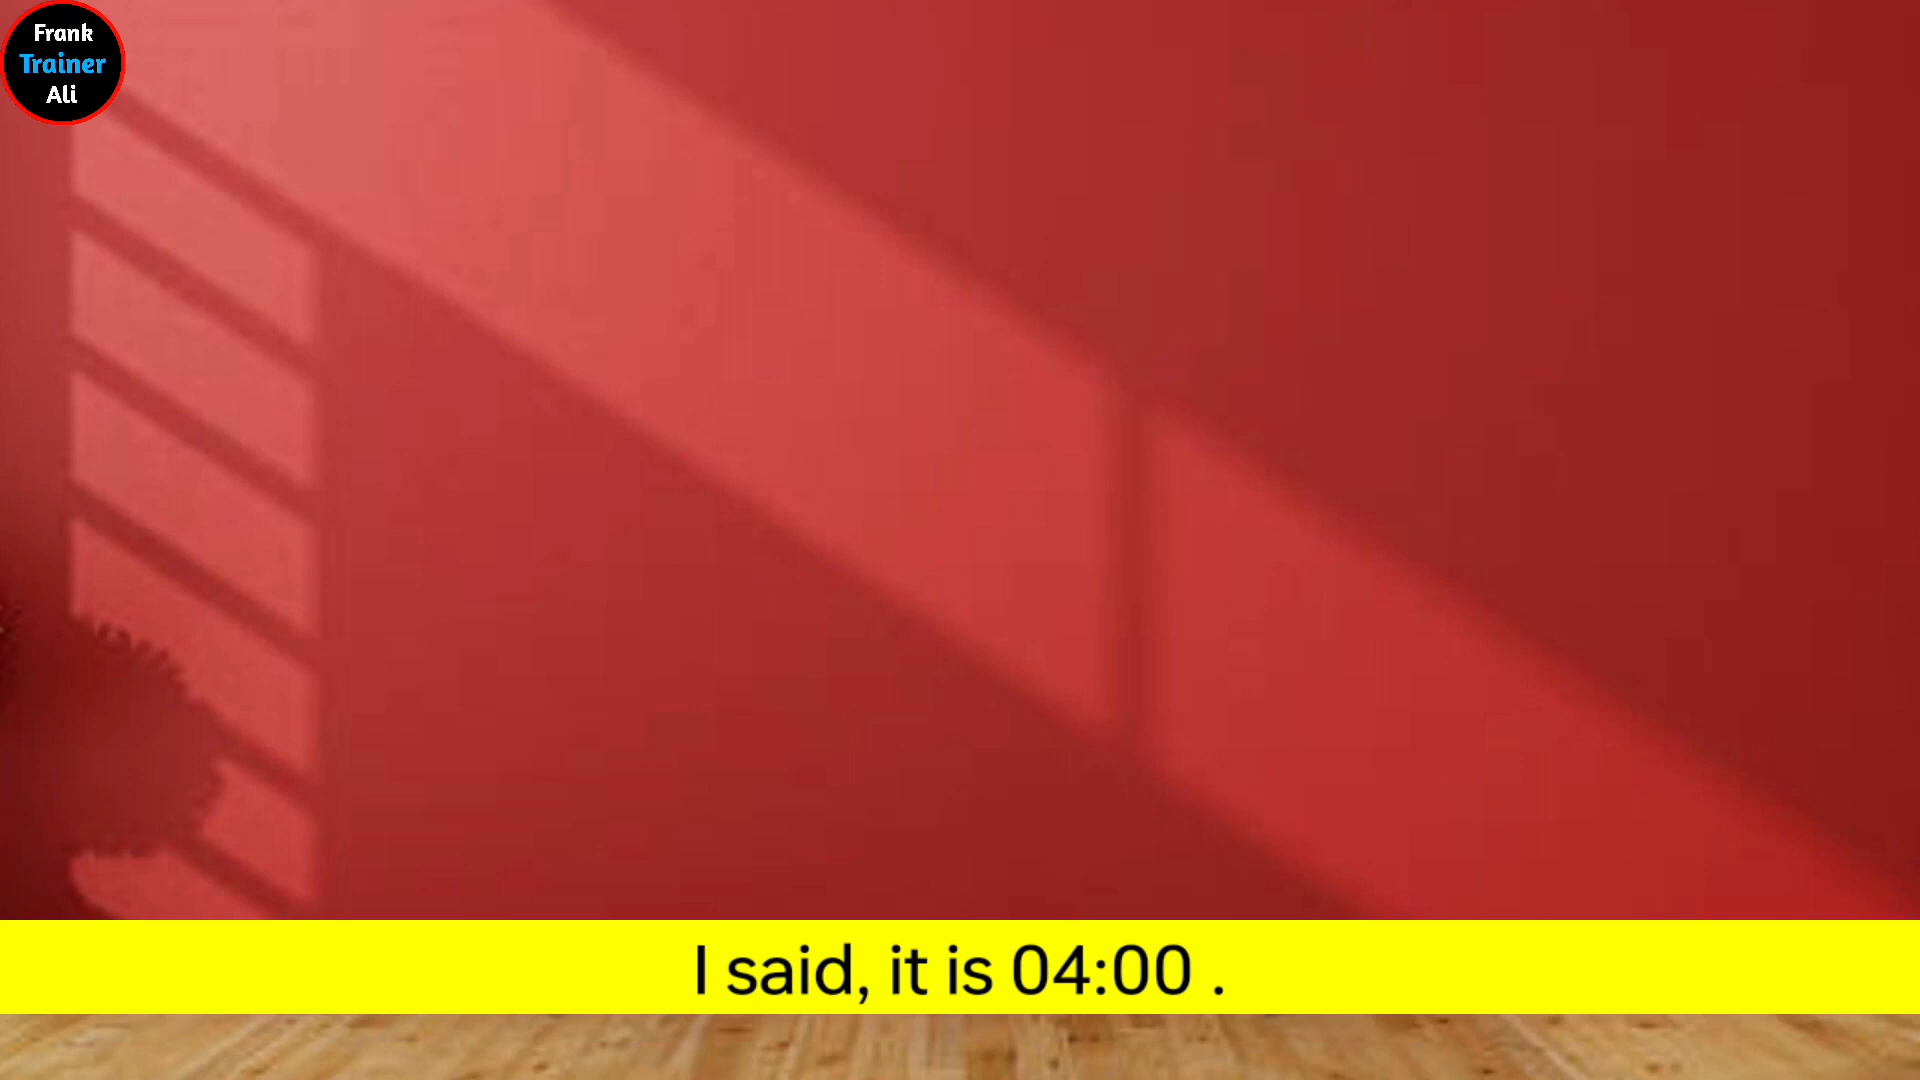 Frank
Trainer
Ali
I said, it is 04:00 .